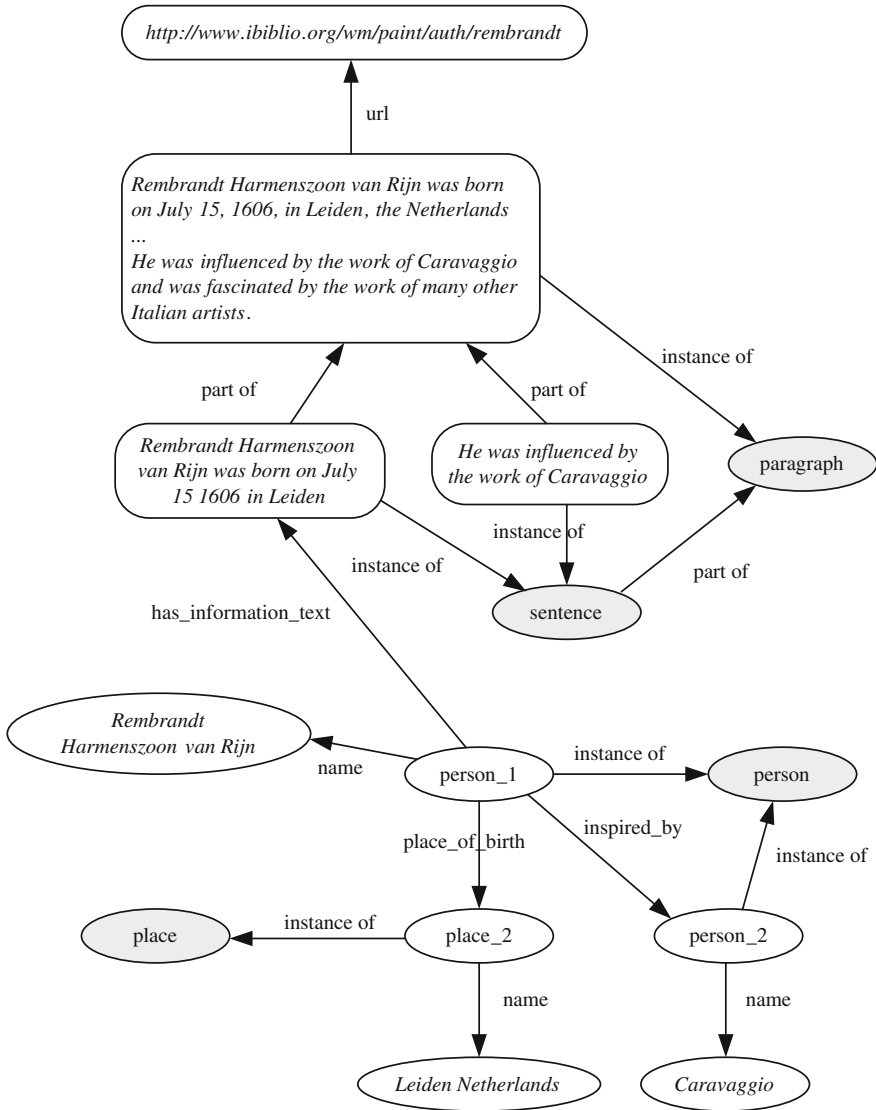 http://www.ibiblio.org/wm/paint/auth/rembrandt
url
Rembrandt Harmenszoon van Rijn was born
on July 15, 1606, in Leiden, the Netherlands
...
He was influenced by the work of Caravaggio
and was fascinated by the work of many other
Italian artists.
instance of
part of
part of
Rembrandt Harmenszoon
van Rijn was born on July
15 1606 in Leiden
He was influenced by
the work of Caravaggio
paragraph
instance of
instance of
part of
sentence
has_information_text
Rembrandt
Harmenszoon van Rijn
name
person_1
instance of
person
place_of_birth
inspired_by
instance of
place
instance of
place_2
person_2
name
name
Leiden Netherlands
Caravaggio